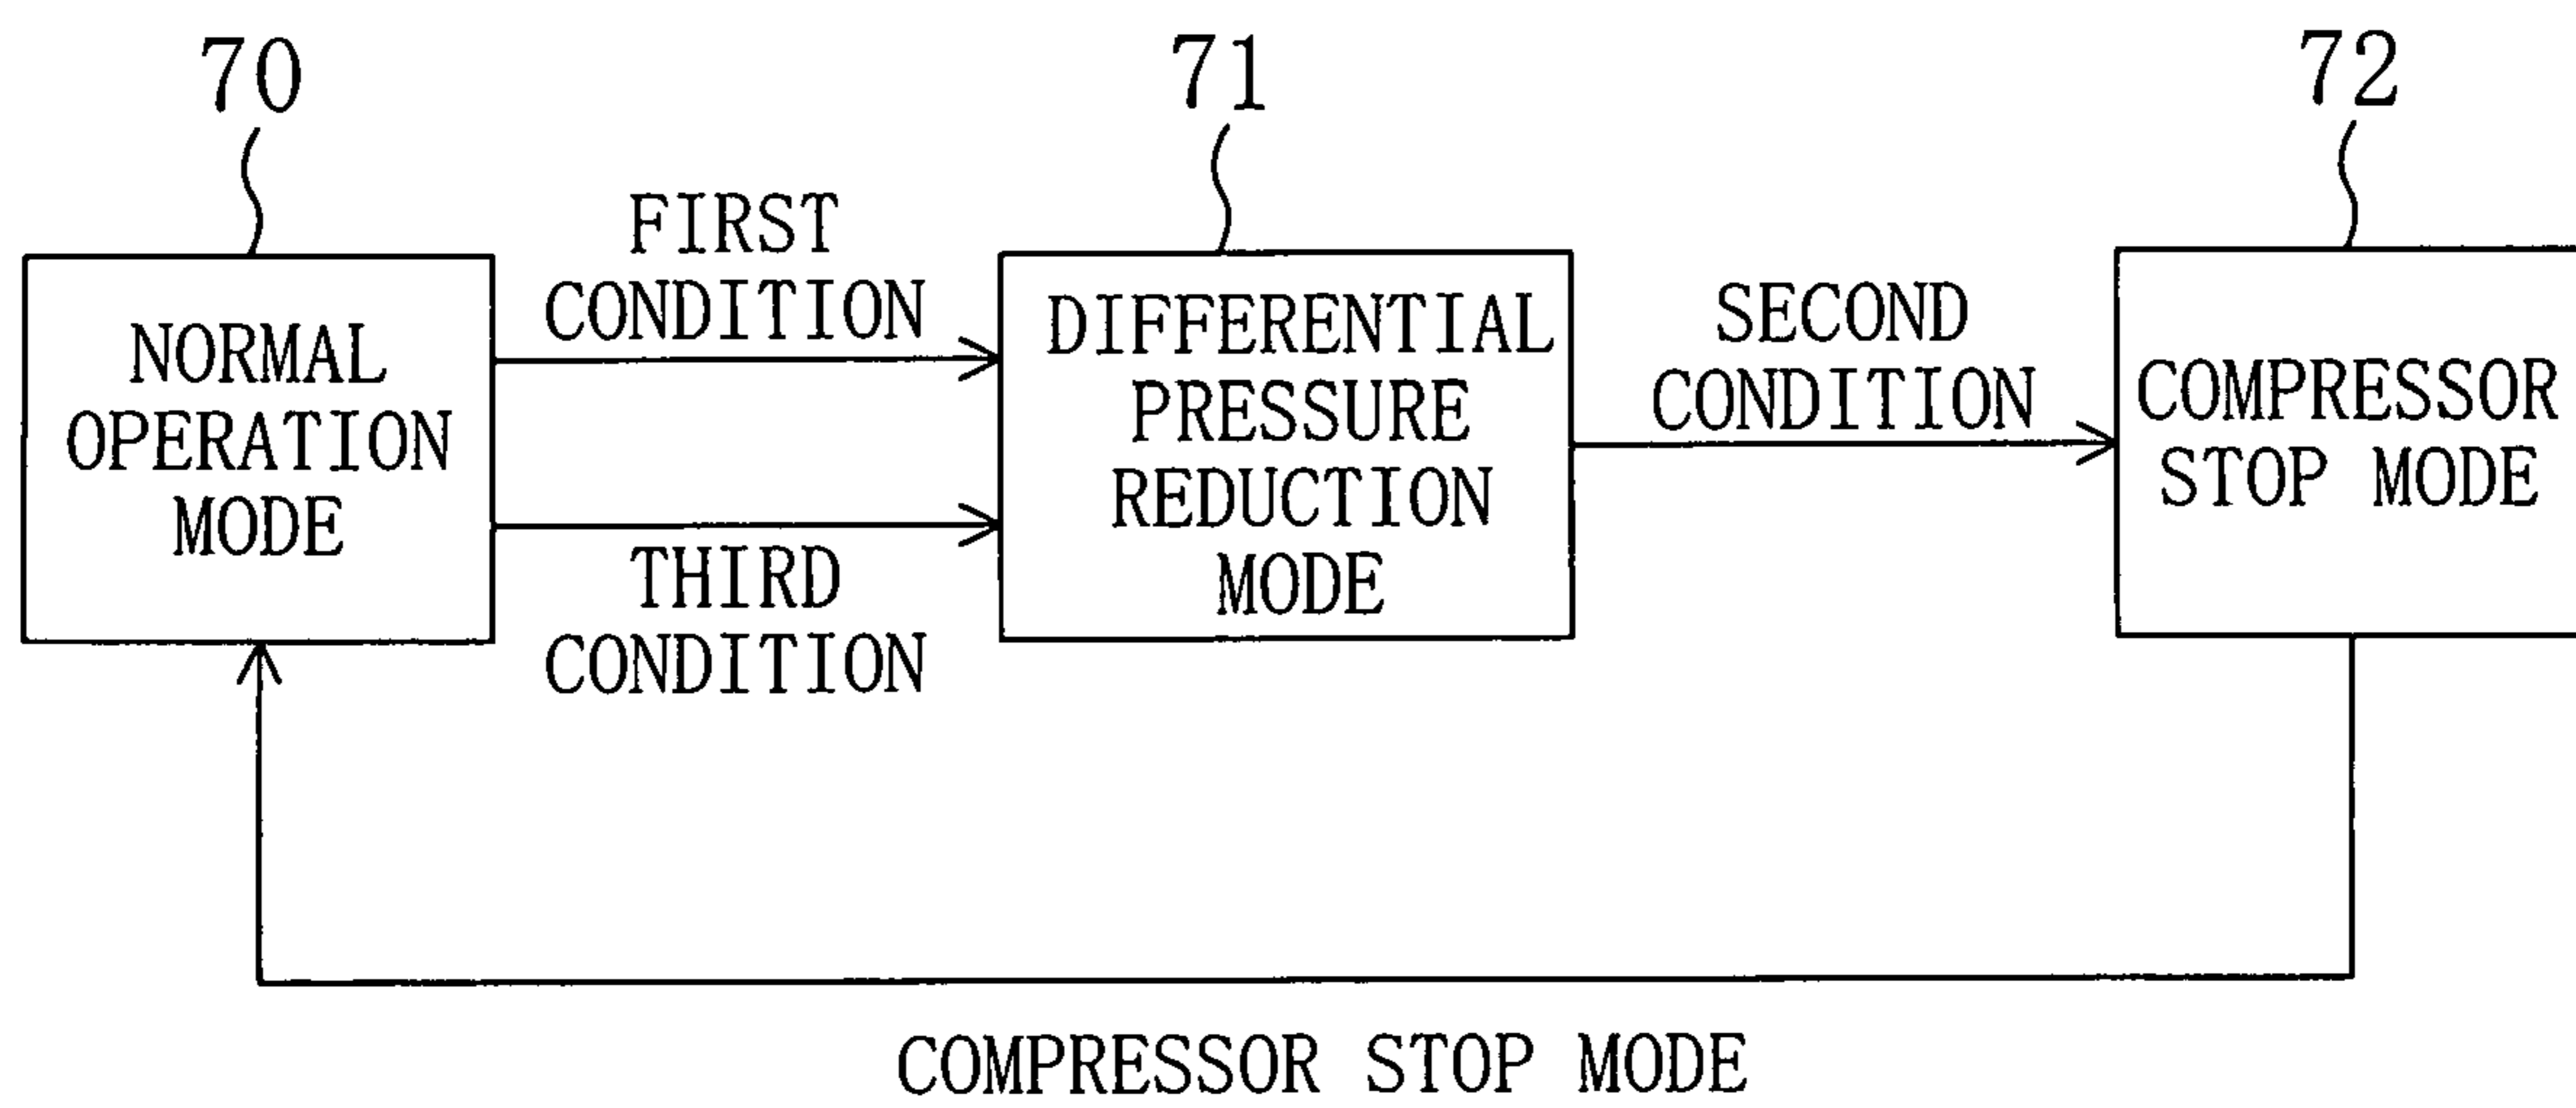 70
71
72
FIRST
CONDITION
NORMAL
OPERATION
MODE
THIRD
CONDITION
DIFFERENTIAL
PRESSURE
REDUCTION
MODE
SECOND
CONDITION
COMPRESSOR
STOP MODE
COMPRESSOR STOP MODE